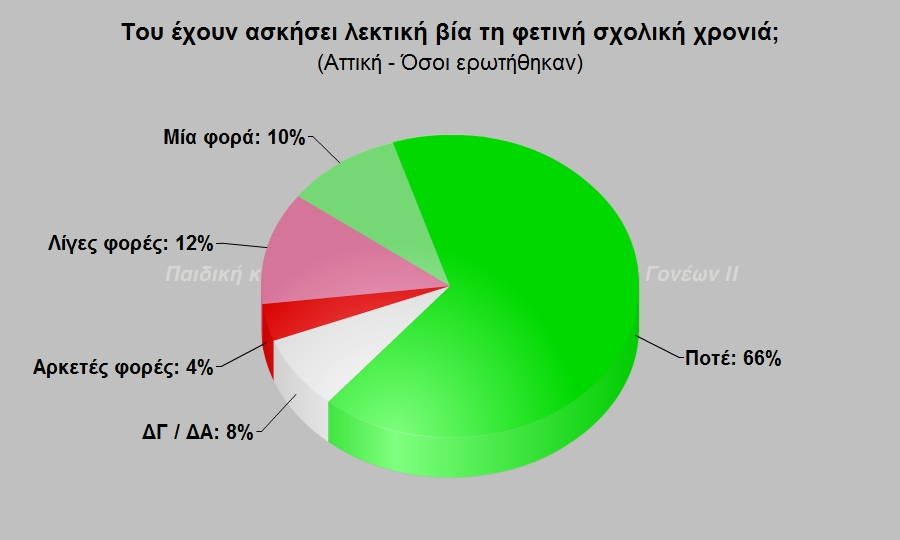 Του έχουν ασκήσει λεκτική βία τη φετινή σχολική χρονιά;
(Αττική - Όσοι ερωτήθηκαν)
Μία φορά: 10%
Λίγες φορές: 12%
Παιδική
Γονέων ΙΙ
Ποτέ: 66%
Αρκετές φορές: 4%
ΔΓ / ΔΑ: 8%